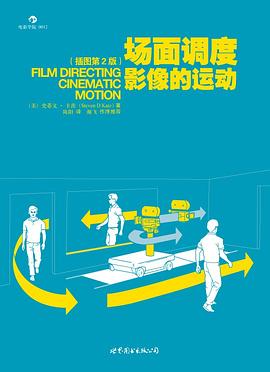 电影学院 001
(插图第2版)
场面调度
FILM DIRECTING
CINEMATIC
MOTION
影像的运动
(美)史蒂文·卡茨(Steven D Katz)著
陈阳 译
世界图书出版公司